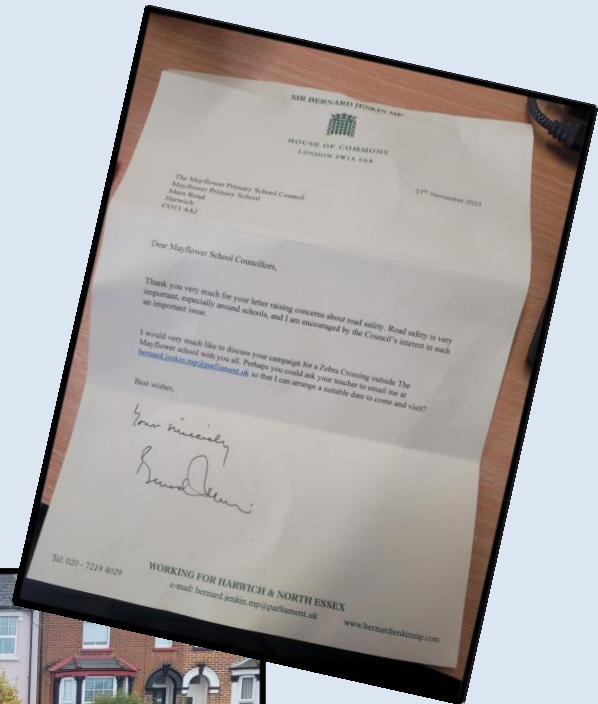 SIR BERNARD JENKIN MP
HOUSE OF COMMONS
LONDON SW1A 0AA
27th November 2023
The Mayflower Primary School Council
Mayflower Primary School
Main Road
Harwich
CO11 4AJ
Dear Mayflower School Councillors,
Thank you very much for your letter raising concerns about road safety. Road safety is very
important, especially around schools, and I am encouraged by the Council's interest in such
an important issue.
I would very much like to discuss your campaign for a Zebra Crossing outside The
Mayflower school with you all. Perhaps you could ask your teacher to email me at
bernard.jenkin.mp@parliament.uk so that I can arrange a suitable date to come and visit?
Best wishes,
Your sincerely
Bernard Jenkin
Tel: 020 - 7219 4029
WORKING FOR HARWICH & NORTH ESSEX
e-mail: bernard.jenkin.mp@parliament.uk
www.bernardjenkinmp.com